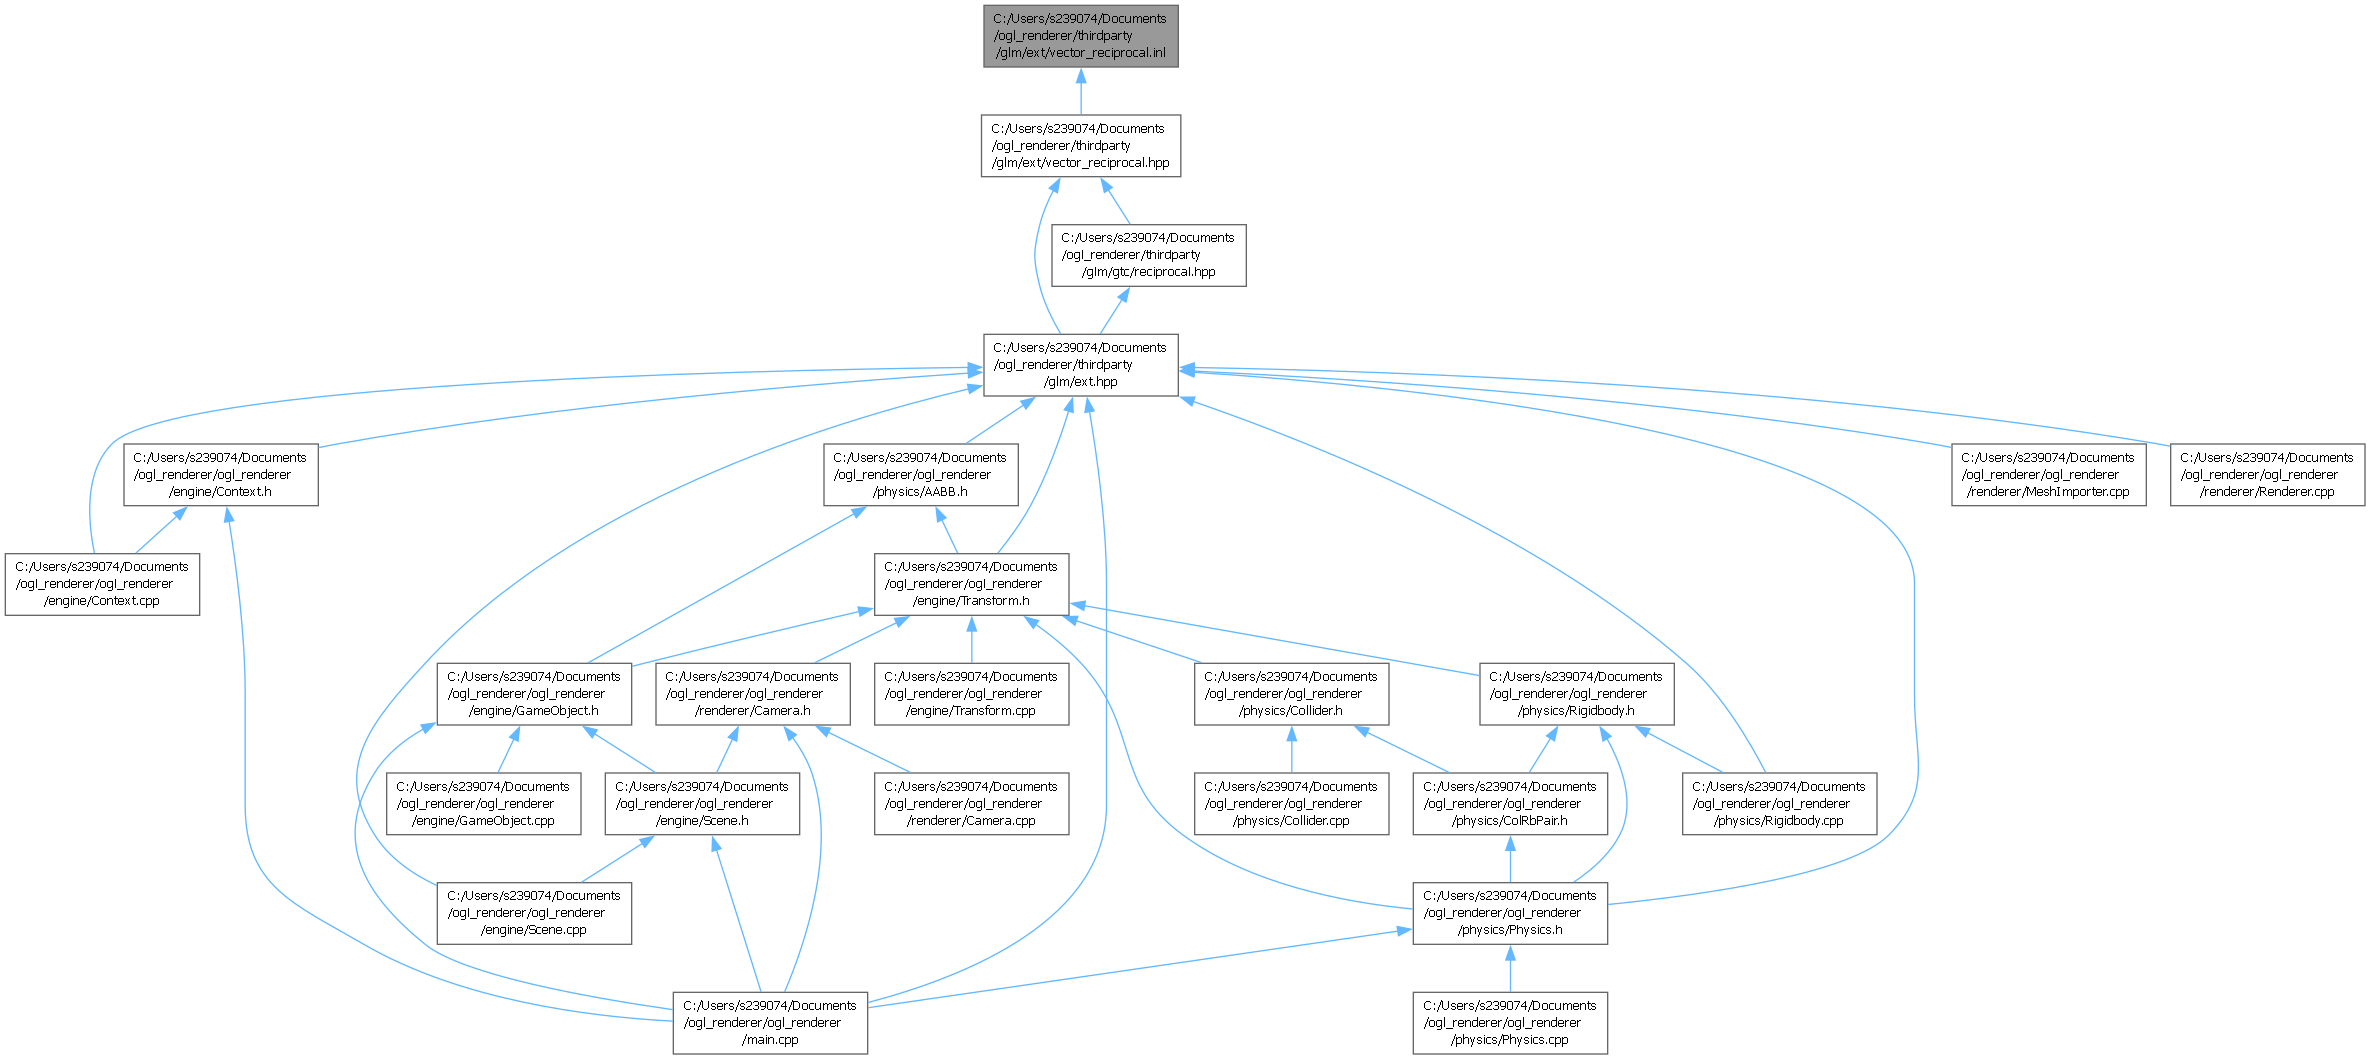 C:/Users/s239074/Documents
/ogl_renderer/thirdparty
/glm/ext/vector_reciprocal.inl
C:/Users/s239074/Documents
/ogl_renderer/thirdparty
/glm/ext/vector_reciprocal.hpp
C:/Users/s239074/Documents
/ogl_renderer/thirdparty
/glm/gtc/reciprocal.hpp
C:/Users/s239074/Documents
/ogl_renderer/thirdparty
/glm/ext.hpp
C:/Users/s239074/Documents
/ogl_renderer/ogl_renderer
/engine/Context.h
C:/Users/s239074/Documents
/ogl_renderer/ogl_renderer
/physics/AABB.h
C:/Users/s239074/Documents
/ogl_renderer/ogl_renderer
/renderer/MeshImporter.cpp
C:/Users/s239074/Documents
/ogl_renderer/ogl_renderer
/renderer/Renderer.cpp
C:/Users/s239074/Documents
/ogl_renderer/ogl_renderer
/engine/Context.cpp
C:/Users/s239074/Documents
/ogl_renderer/ogl_renderer
/engine/Transform.h
C:/Users/s239074/Documents
/ogl_renderer/ogl_renderer
/engine/GameObject.h
C:/Users/s239074/Documents
/ogl_renderer/ogl_renderer
/renderer/Camera.h
C:/Users/s239074/Documents
/ogl_renderer/ogl_renderer
/engine/Transform.cpp
C:/Users/s239074/Documents
/ogl_renderer/ogl_renderer
/physics/Collider.h
C:/Users/s239074/Documents
/ogl_renderer/ogl_renderer
/physics/Rigidbody.h
C:/Users/s239074/Documents
/ogl_renderer/ogl_renderer
/engine/GameObject.cpp
C:/Users/s239074/Documents
/ogl_renderer/ogl_renderer
/engine/Scene.h
C:/Users/s239074/Documents
/ogl_renderer/ogl_renderer
/renderer/Camera.cpp
C:/Users/s239074/Documents
/ogl_renderer/ogl_renderer
/physics/Collider.cpp
C:/Users/s239074/Documents
/ogl_renderer/ogl_renderer
/physics/ColRbPair.h
C:/Users/s239074/Documents
/ogl_renderer/ogl_renderer
/physics/Rigidbody.cpp
C:/Users/s239074/Documents
/ogl_renderer/ogl_renderer
/engine/Scene.cpp
C:/Users/s239074/Documents
/ogl_renderer/ogl_renderer
/physics/Physics.h
C:/Users/s239074/Documents
/ogl_renderer/ogl_renderer
/main.cpp
C:/Users/s239074/Documents
/ogl_renderer/ogl_renderer
/physics/Physics.cpp